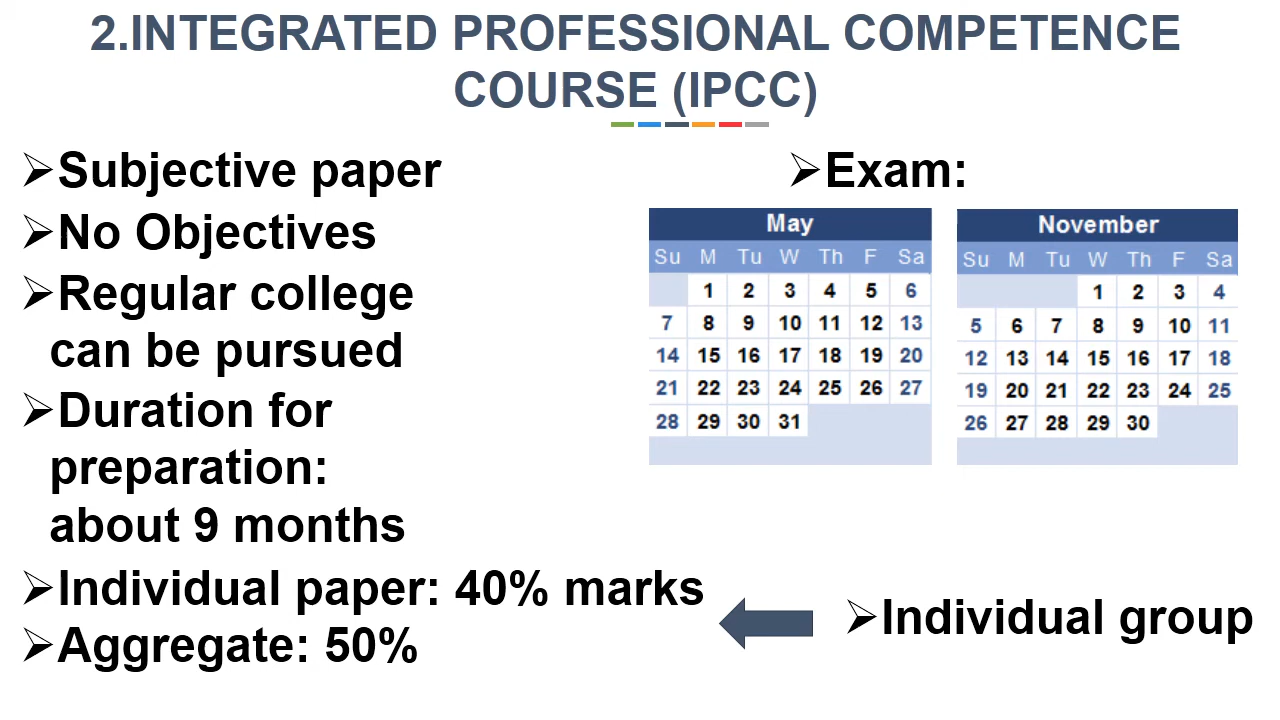 2.INTEGRATED PROFESSIONAL COMPETENCE
COURSE (IPCC)
➢Subjective paper
➢No Objectives
➢Regular college
can be pursued
➢Duration for
preparation:
about 9 months
➢Individual paper: 40% marks
➢Aggregate: 50%
➢Exam:
May
Su M Tu W Th F Sa
1 2 3 4 5 6
7 8 9 10 11 12 13
14 15 16 17 18 19 20
21 22 23 24 25 26 27
28 29 30 31
November
Su M Tu W Th F Sa
1 2 3 4
5 6 7 8 9 10 11
12 13 14 15 16 17 18
19 20 21 22 23 24 25
26 27 28 29 30
➢Individual group